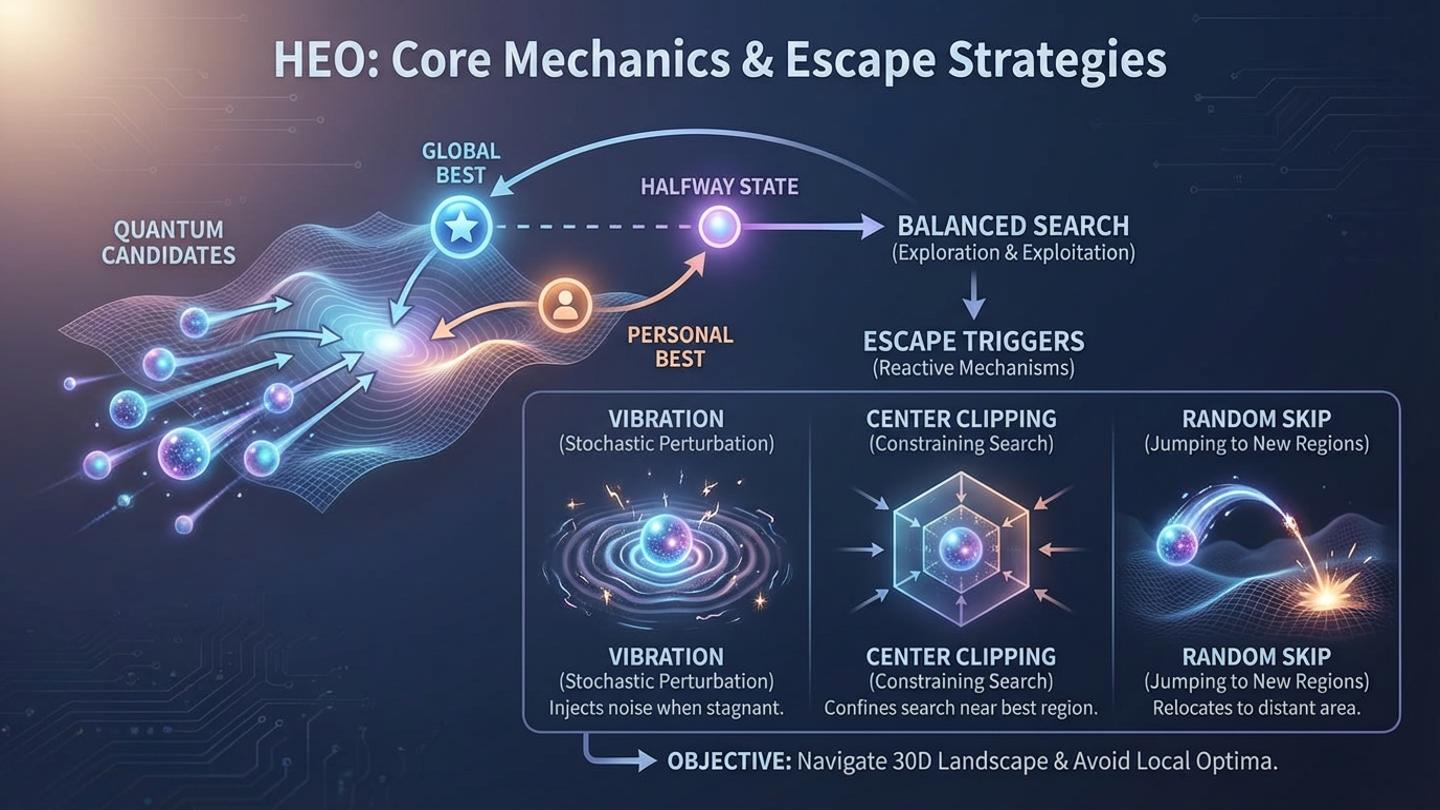 HEO: Core Mechanics & Escape Strategies
GLOBAL
BEST
HALFWAY STATE
QUANTUM
CANDIDATES
BALANCED SEARCH
(Exploration & Exploitation)
PERSONAL
BEST
ESCAPE TRIGGERS
(Reactive Mechanisms)
VIBRATION
(Stochastic Perturbation)
CENTER CLIPPING
(Constraining Search)
RANDOM SKIP
(Jumping to New Regions)
VIBRATION
(Stochastic Perturbation)
Injects noise when stagnant.
CENTER CLIPPING
(Constraining Search)
Confines search near best region.
RANDOM SKIP
(Jumping to New Regions)
Relocates to distant area.
OBJECTIVE: Navigate 30D Landscape & Avoid Local Optima.